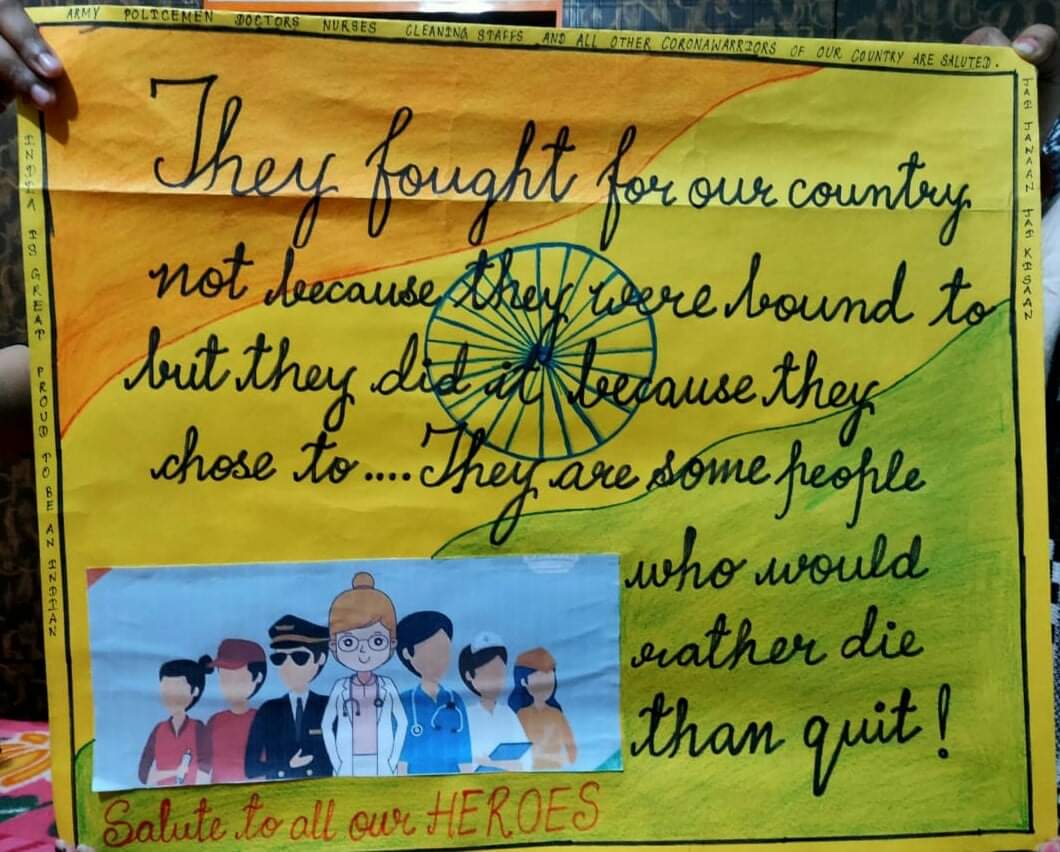 ARMY POLICEMEN DOCTORS NURSES CLEANING STAFFS AND ALL OTHER CORONAWARRIORS OF OUR COUNTRY ARE SALUTED.
INDIA IS GREAT PROUD TO BE AN INDIAN
JAI JAWAAN JAI KISAAN
They fought for our country
not because they were bound to
but they did it because they
chose to.... They are some people
who would
rather die
than quit!
Salute to all our HEROES